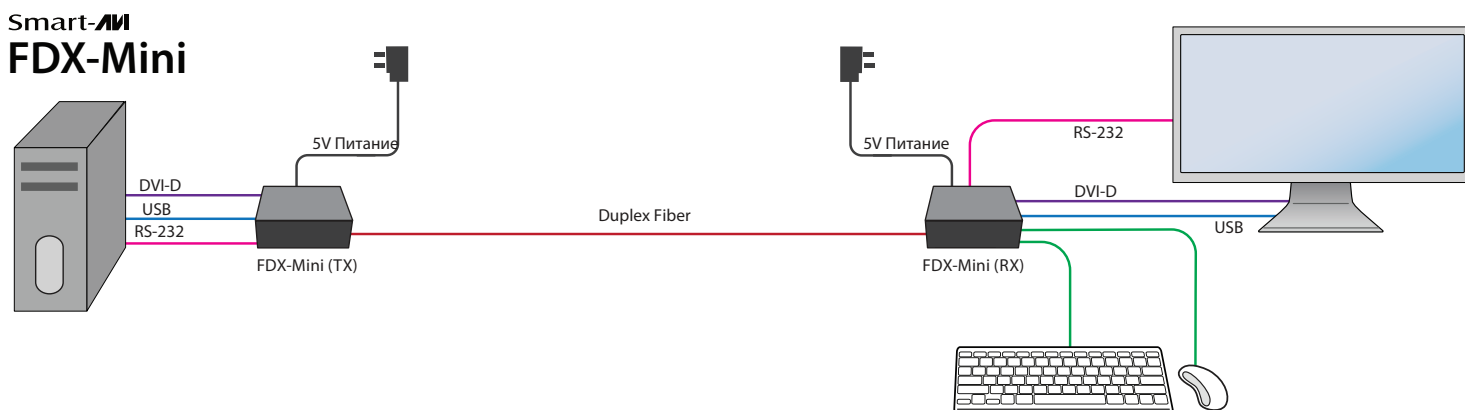 Smart-AVI
FDX-Mini
5V Питание
5V Питание
RS-232
DVI-D
USB
RS-232
Duplex Fiber
DVI-D
USB
FDX-Mini (TX)
FDX-Mini (RX)